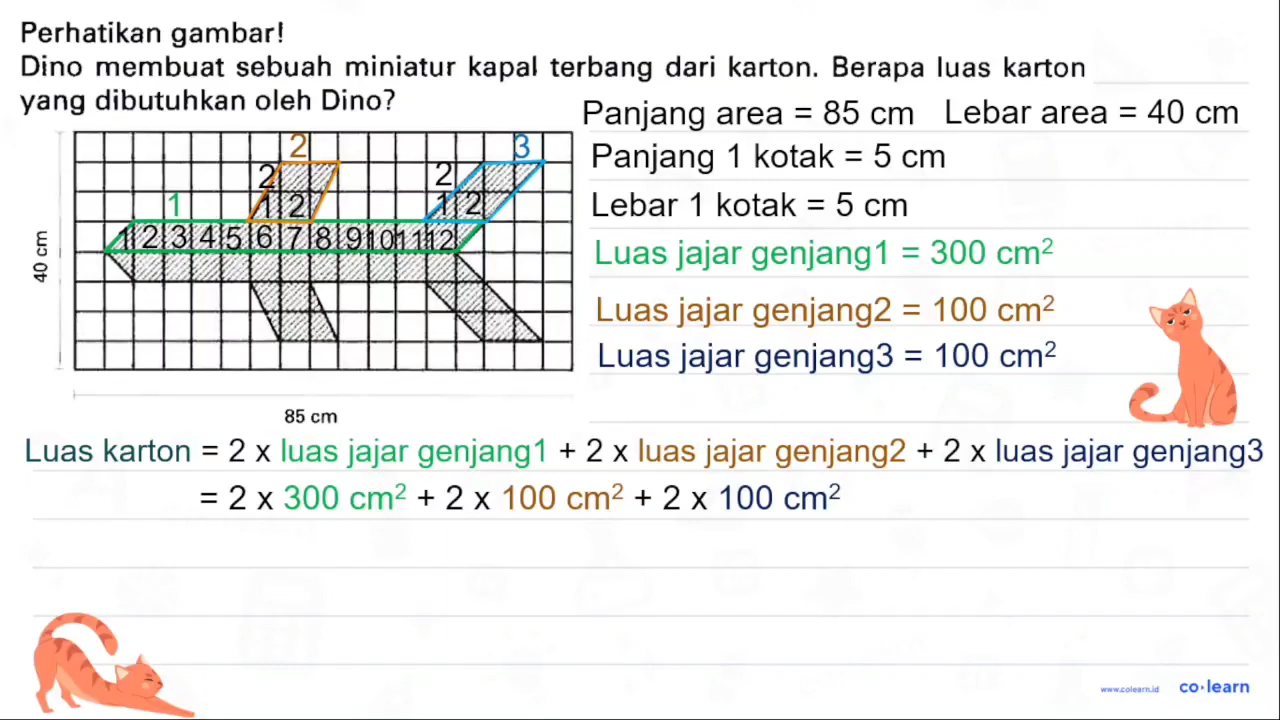 Perhatikan gambar!
Dino membuat sebuah miniatur kapal terbang dari karton. Berapa luas karton
yang dibutuhkan oleh Dino?
Panjang area = 85 cm Lebar area = 40 cm
2
3
Panjang 1 kotak = 5 cm
2
2
1
1 2
1 2
Lebar 1 kotak = 5 cm
1 2 3 4 5 6 7 8 9 10 11 12
40 cm
Luas jajar genjang1 = 300 cm²
Luas jajar genjang2 = 100 cm²
Luas jajar genjang3 = 100 cm²
85 cm
Luas karton = 2 x luas jajar genjang1 + 2 x luas jajar genjang2 + 2 x luas jajar genjang3
= 2 x 300 cm² + 2 x 100 cm² + 2 x 100 cm²
www.colearn.id co·learn